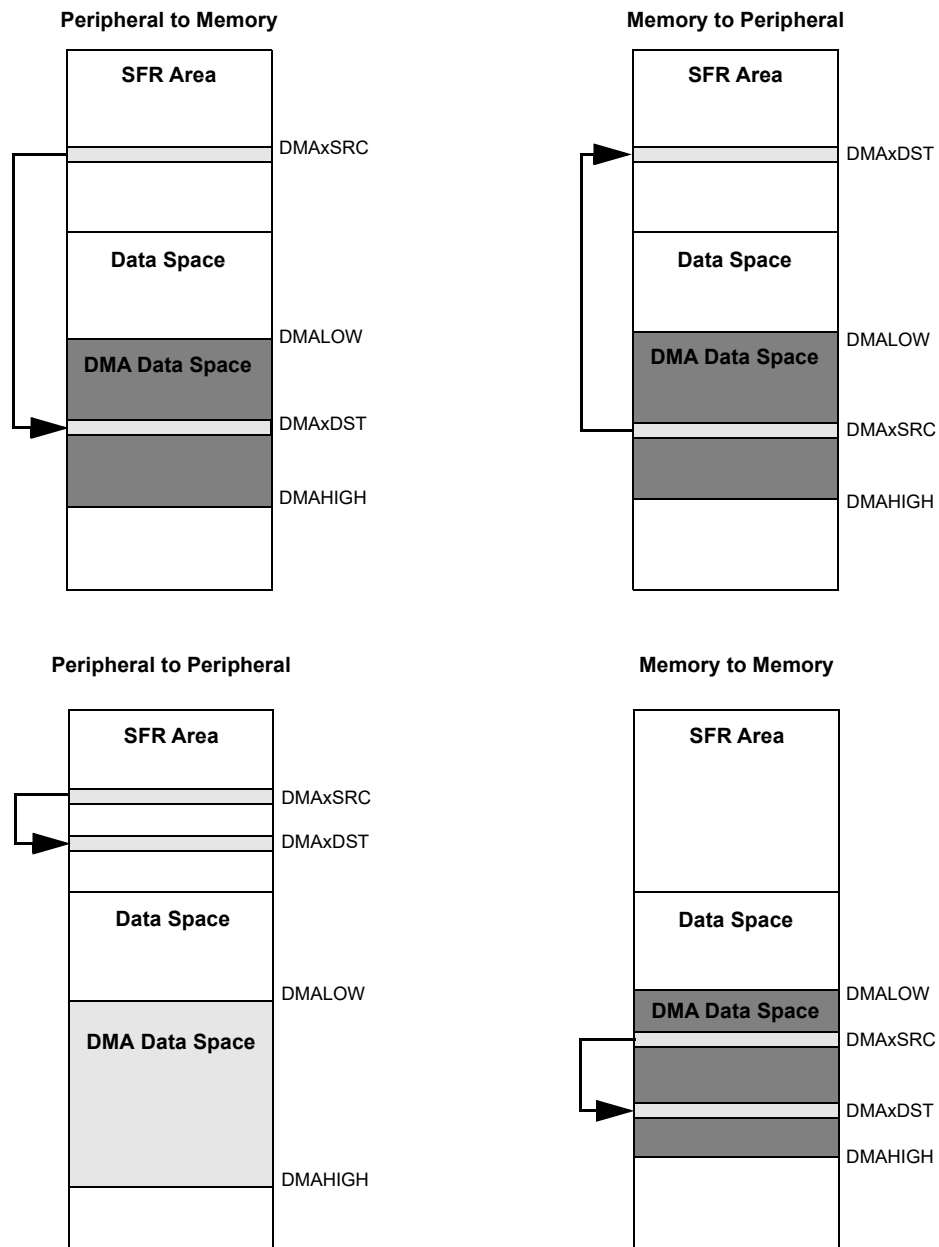 Peripheral to Memory
SFR Area
DMAxSRC
Data Space
DMALOW
DMA Data Space
DMAxDST
DMAHIGH
Memory to Peripheral
SFR Area
DMAxDST
Data Space
DMALOW
DMA Data Space
DMAxSRC
DMAHIGH
Peripheral to Peripheral
SFR Area
DMAxSRC
DMAxDST
Data Space
DMALOW
DMA Data Space
DMAHIGH
Memory to Memory
SFR Area
Data Space
DMALOW
DMA Data Space
DMAxSRC
DMAxDST
DMAHIGH